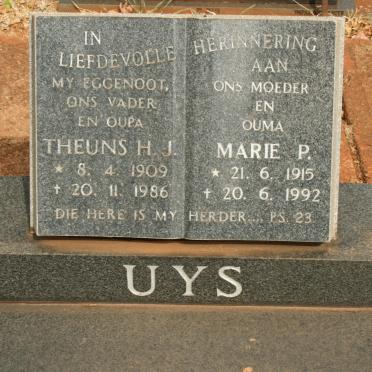 IN
LIEFDEVOLLE
MY EGGENOOT,
ONS VADER
EN OUPA
THEUNS H. J.
* 8. 4. 1909
† 20. 11. 1986
HERINNERING
AAN
ONS MOEDER
EN
OUMA
MARIE P.
* 21. 6. 1915
† 20. 6. 1992
DIE HERE IS MY HERDER.... PS. 23
UYS